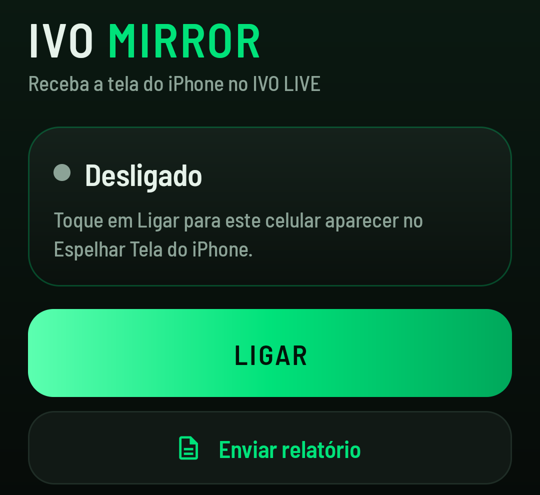 IVO MIRROR
Receba a tela do iPhone no IVO LIVE
Desligado
Toque em Ligar para este celular aparecer no
Espelhar Tela do iPhone.
LIGAR
Enviar relatório